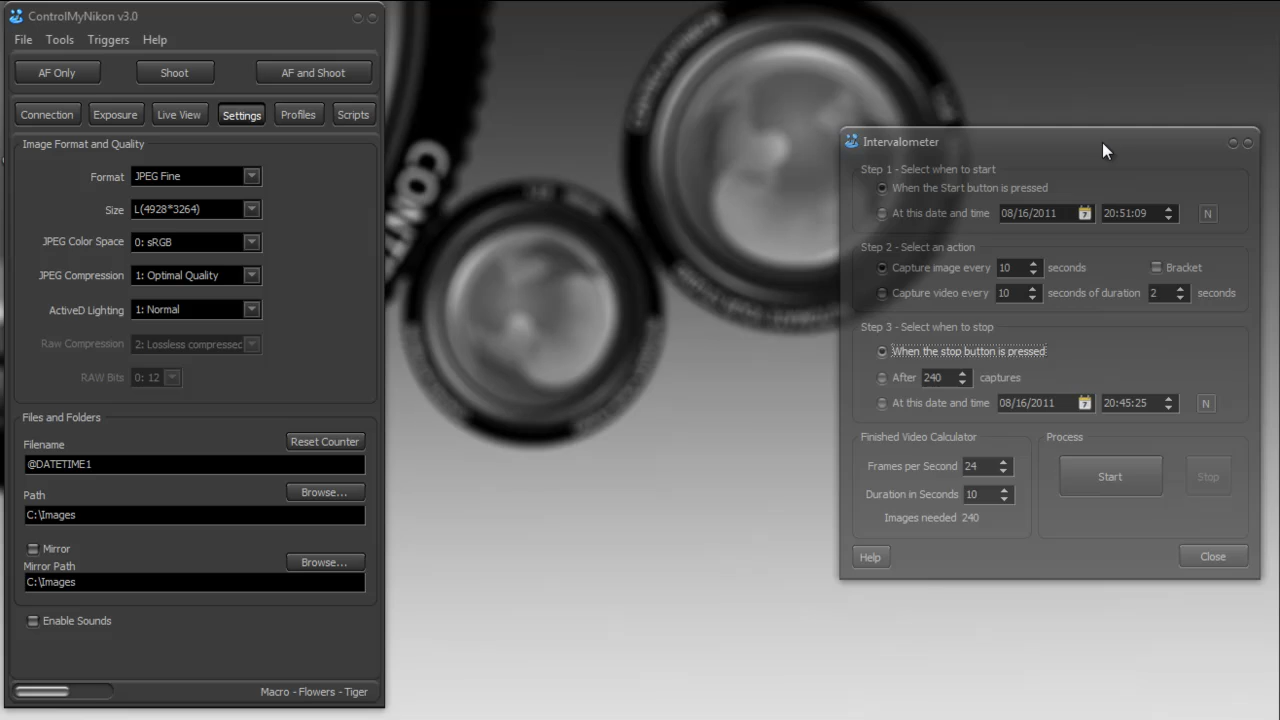 ControlMyNikon v3.0
File Tools Triggers Help
AF Only Shoot AF and Shoot
Connection Exposure Live View Settings Profiles Scripts
Image Format and Quality
Format JPEG Fine
Size L(4928*3264)
JPEG Color Space 0: sRGB
JPEG Compression 1: Optimal Quality
ActiveD Lighting 1: Normal
Raw Compression 2: Lossless compressec
RAW Bits 0: 12
Files and Folders
Filename Reset Counter
@DATETIME1
Path Browse...
C:\Images
Mirror
Mirror Path Browse...
C:\Images
Enable Sounds
Macro - Flowers - Tiger
CONT
Intervalometer
Step 1 - Select when to start
When the Start button is pressed
At this date and time 08/16/2011 7 20:51:09 N
Step 2 - Select an action
Capture image every 10 seconds Bracket
Capture video every 10 seconds of duration 2 seconds
Step 3 - Select when to stop
When the stop button is pressed
After 240 captures
At this date and time 08/16/2011 7 20:45:25 N
Finished Video Calculator
Frames per Second 24
Duration in Seconds 10
Images needed 240
Process
Start Stop
Help Close